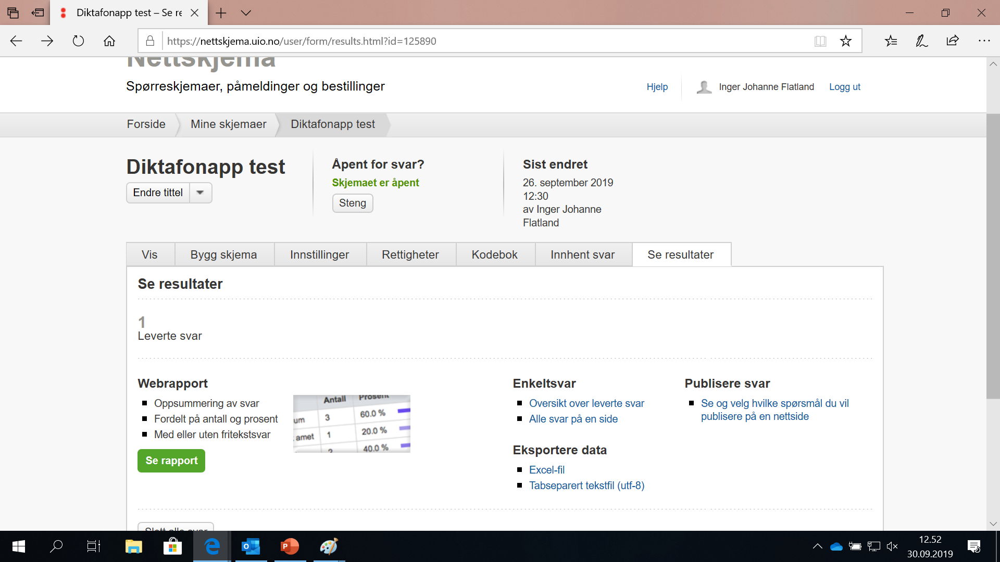 Diktafonapp test – Se re
https://nettskjema.uio.no/user/form/results.html?id=125890
Nettskjema
Spørreskjemaer, påmeldinger og bestillinger
Hjelp
Inger Johanne Flatland
Logg ut
Forside
Mine skjemaer
Diktafonapp test
Diktafonapp test
Endre tittel
Åpent for svar?
Skjemaet er åpent
Steng
Sist endret
26. september 2019
12:30
av Inger Johanne
Flatland
Vis
Bygg skjema
Innstillinger
Rettigheter
Kodebok
Innhent svar
Se resultater
Se resultater
1
Leverte svar
Webrapport
Oppsummering av svar
Fordelt på antall og prosent
Med eller uten fritekstsvar
Se rapport
Antall Prosent
um 3 60.0 %
amet 1 20.0 %
2 40.0 %
Enkeltsvar
Oversikt over leverte svar
Alle svar på en side
Eksportere data
Excel-fil
Tabseparert tekstfil (utf-8)
Publisere svar
Se og velg hvilke spørsmål du vil
publisere på en nettside
Slett alle svar
12.52
30.09.2019